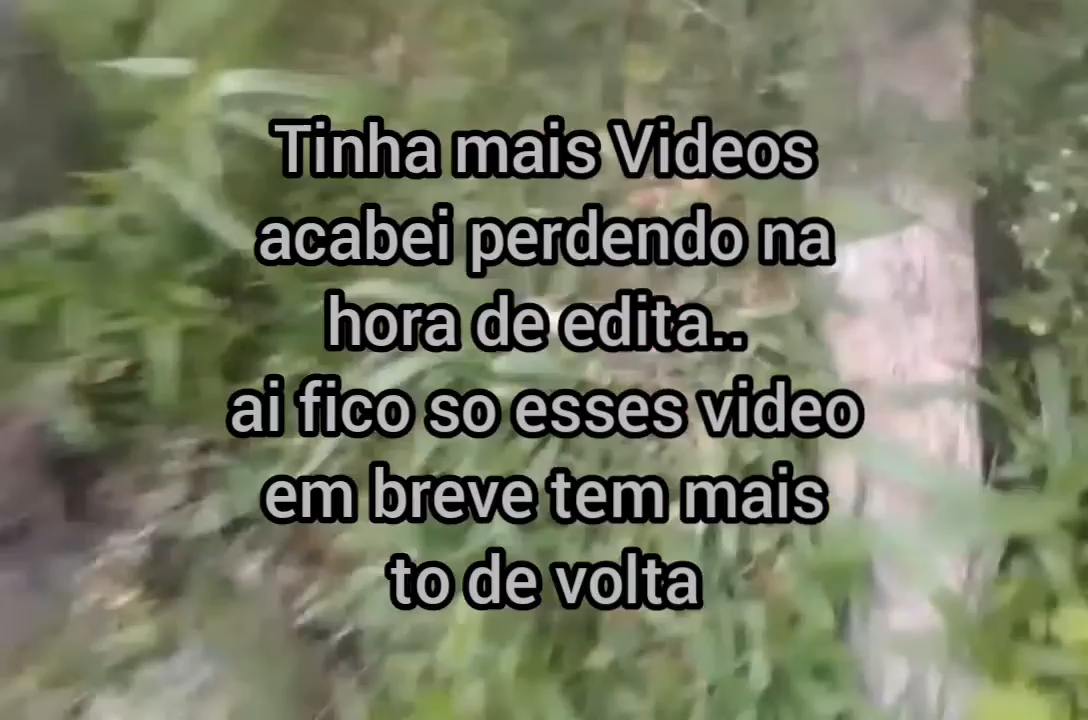 Tinha mais Videos
acabei perdendo na
hora de edita..
ai fico so esses video
em breve tem mais
to de volta